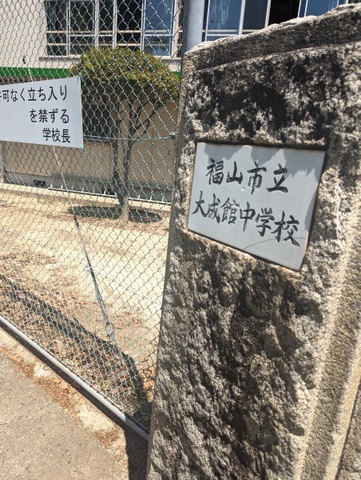 可なく立ち入り
を禁ずる
学校長
福山市立
大成館中学校